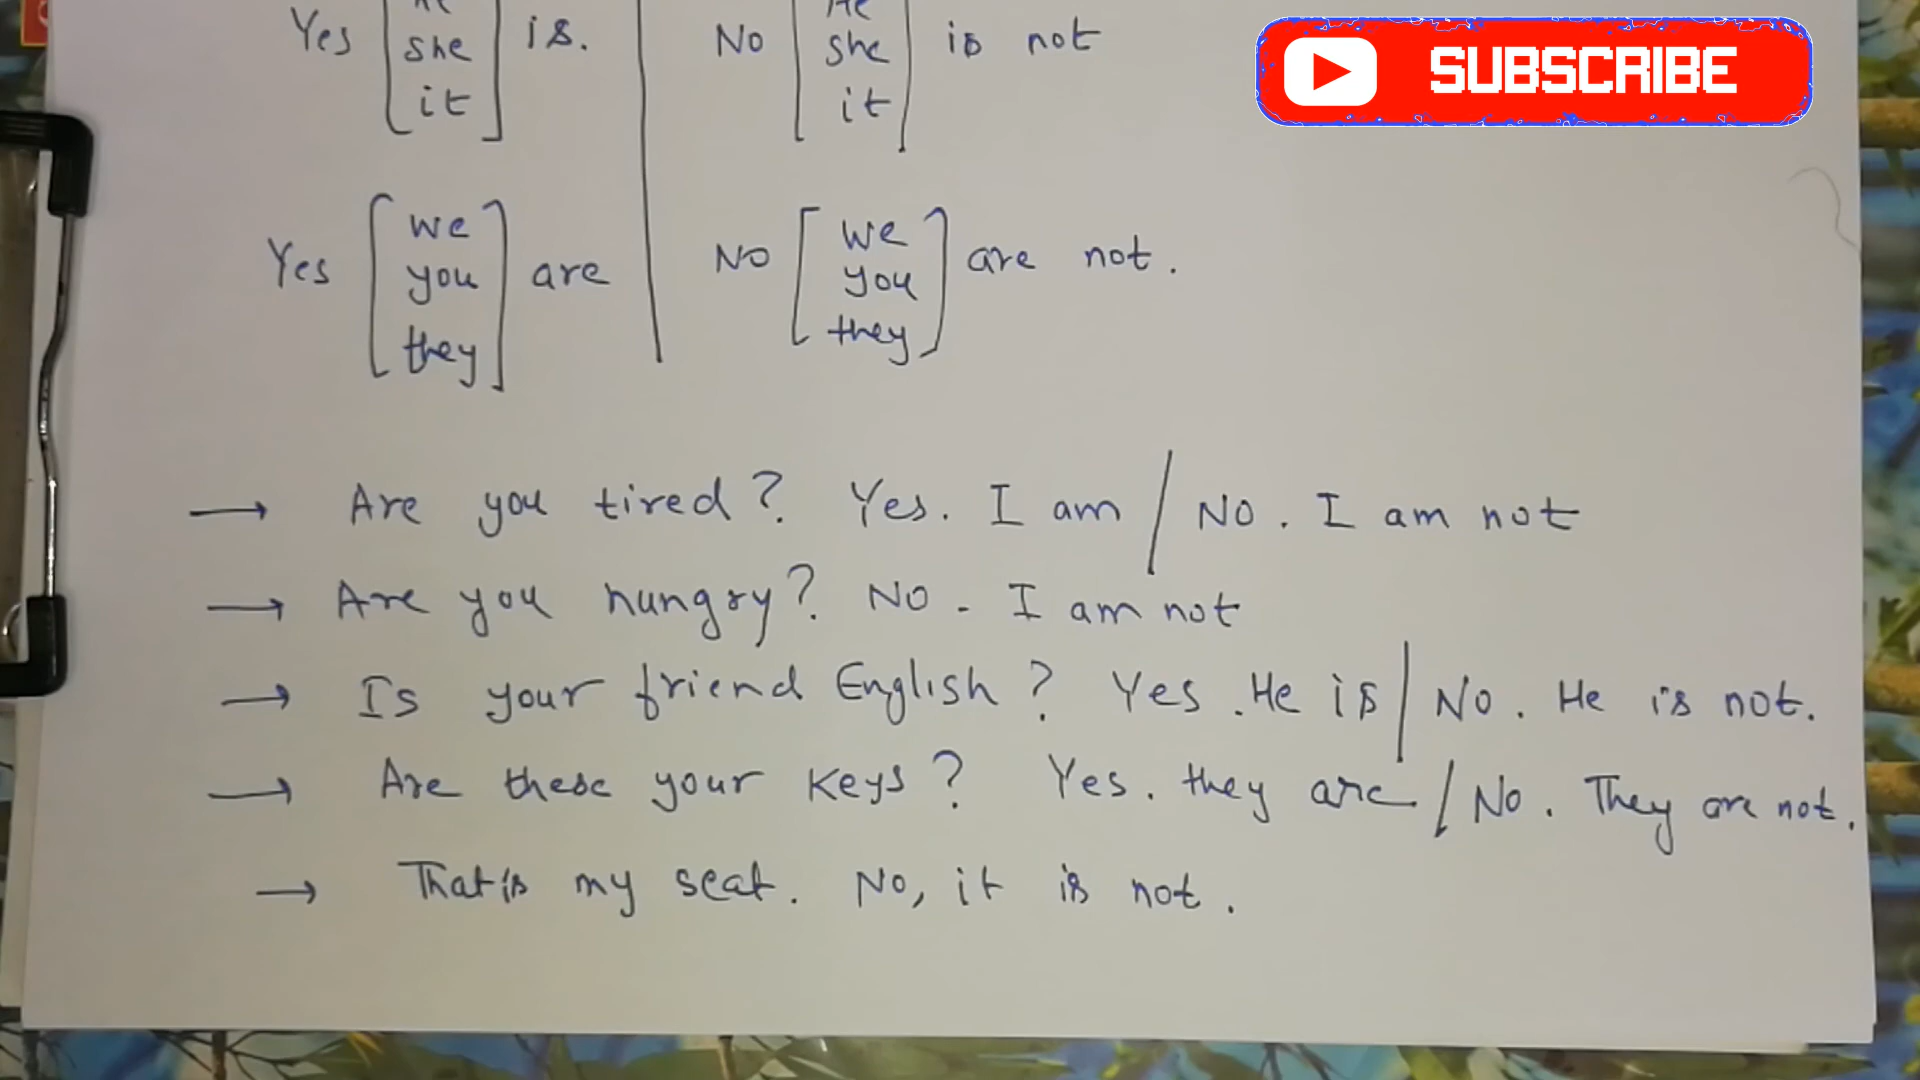 Yes [he she it] is. | No [He she it] is not
SUBSCRIBE
Yes [we you they] are | No [we you they] are not.
→ Are you tired? Yes. I am / No. I am not
→ Are you hungry? No - I am not
→ Is your friend English? Yes. He is / No. He is not.
→ Are these your keys? Yes. they are / No. They are not.
→ That is my seat. No, it is not.